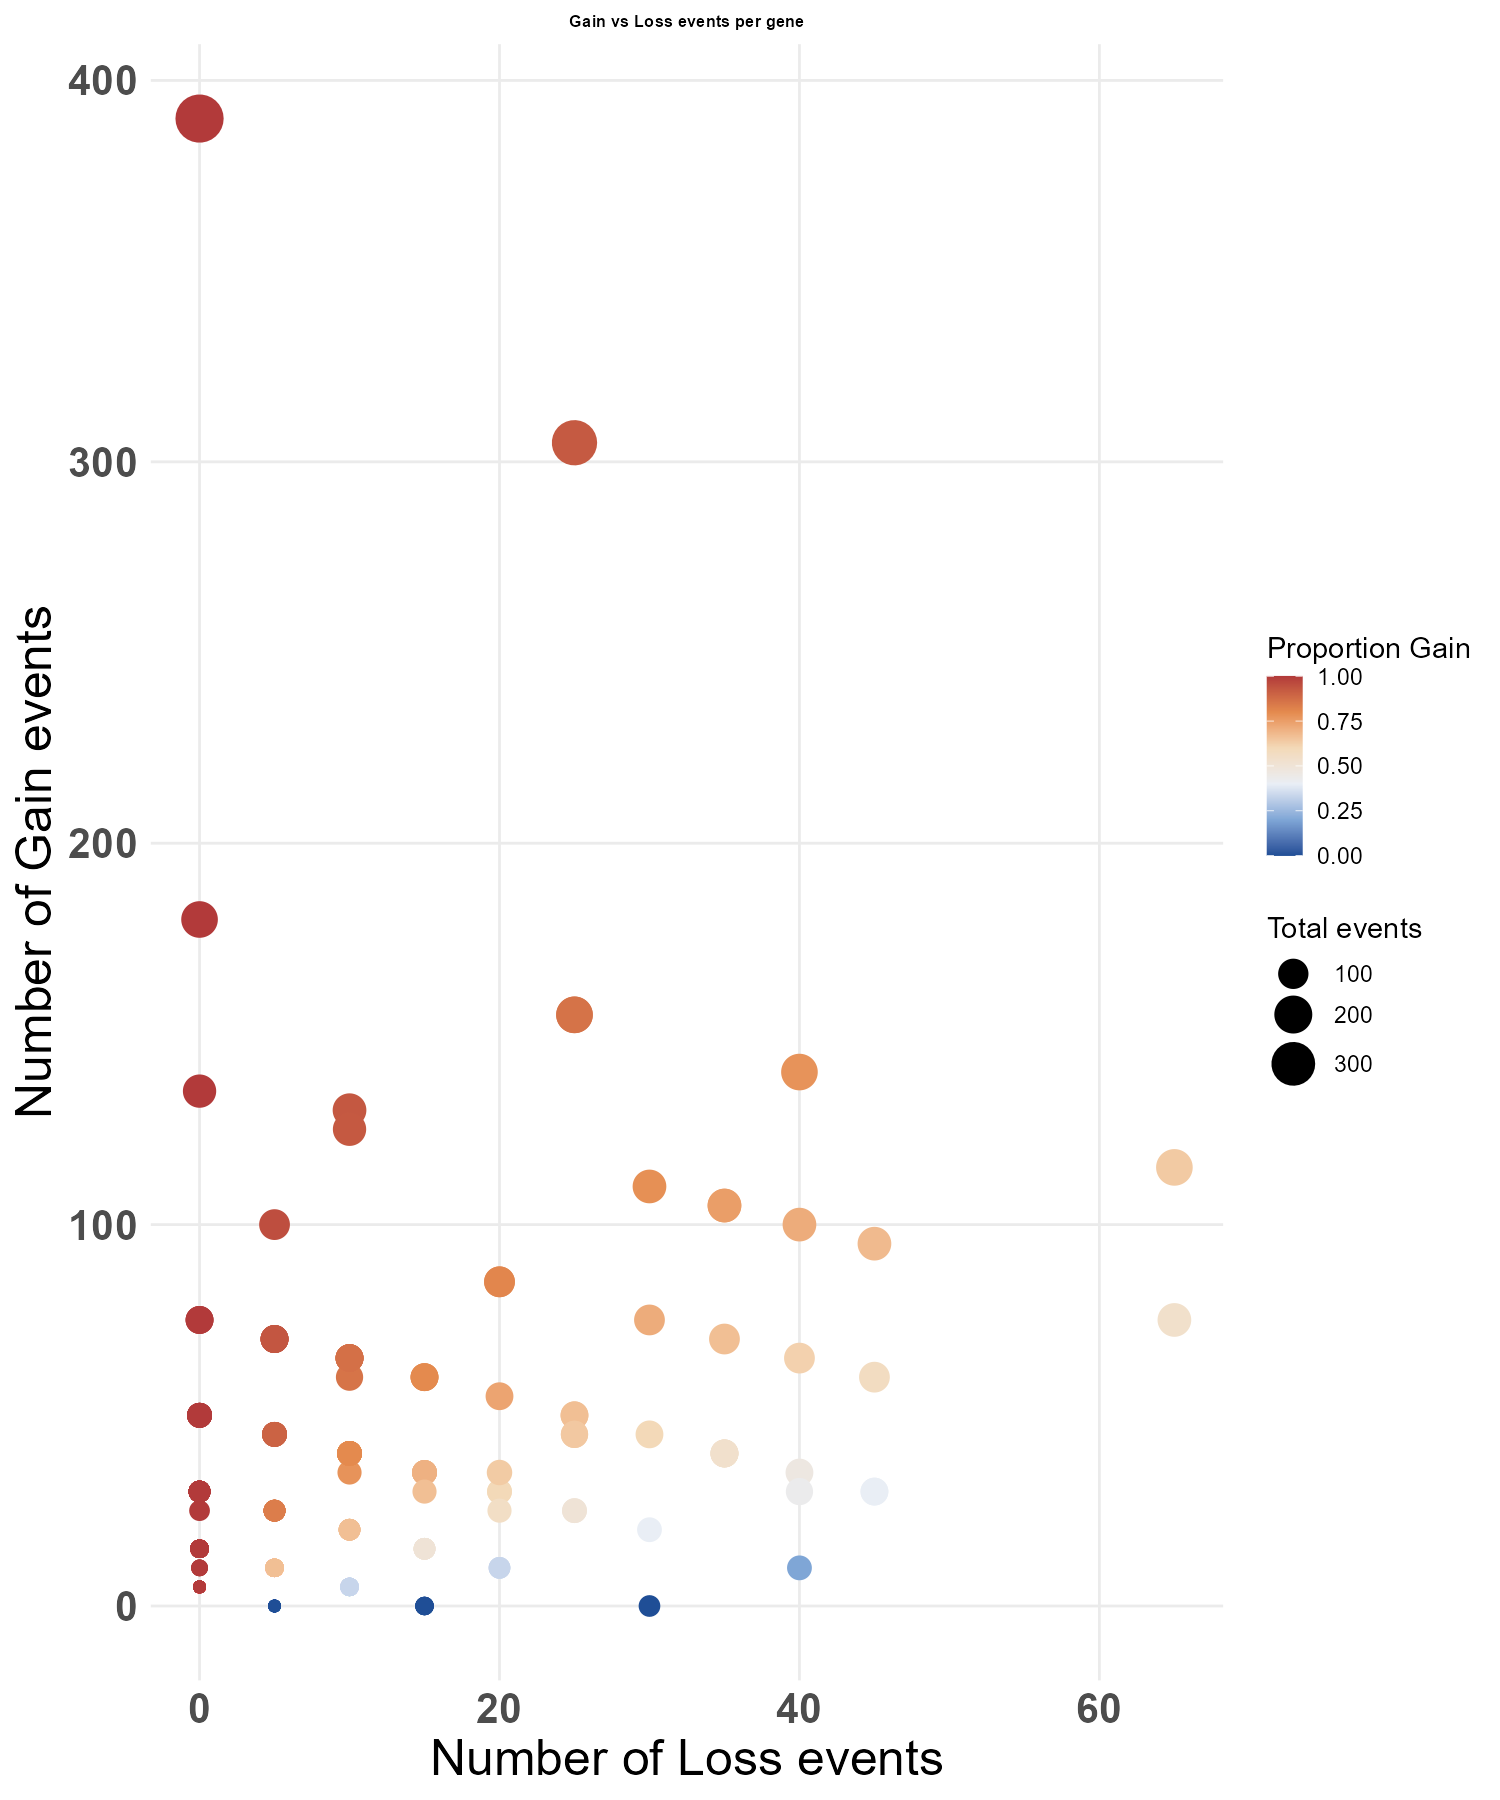 Gain vs Loss events per gene
400
300
200
100
0
0 20 40 60
Number of Gain events
Number of Loss events
Proportion Gain
1.00
0.75
0.50
0.25
0.00
Total events
100
200
300